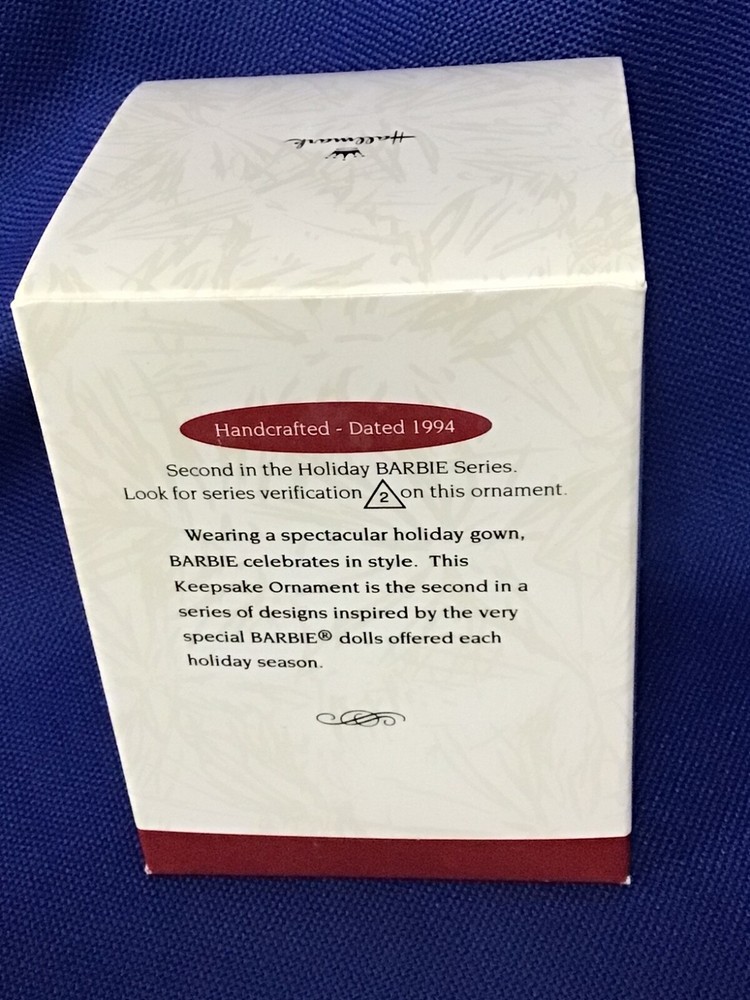 Hallmark
Handcrafted - Dated 1994
Second in the Holiday BARBIE Series.
Look for series verification 2 on this ornament.
Wearing a spectacular holiday gown,
BARBIE celebrates in style. This
Keepsake Ornament is the second in a
series of designs inspired by the very
special BARBIE® dolls offered each
holiday season.